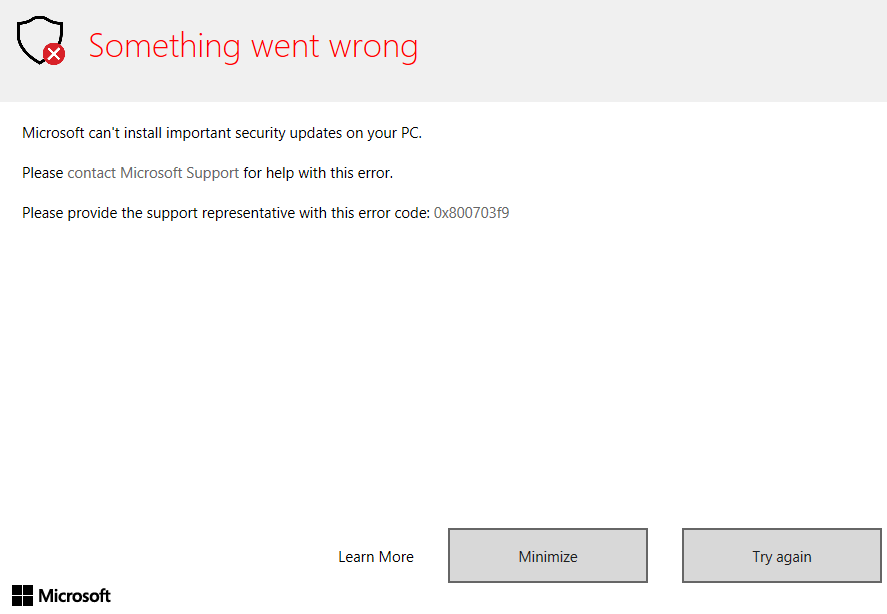 Something went wrong
Microsoft can't install important security updates on your PC.
Please contact Microsoft Support for help with this error.
Please provide the support representative with this error code: 0x800703f9
Learn More
Minimize
Try again
Microsoft